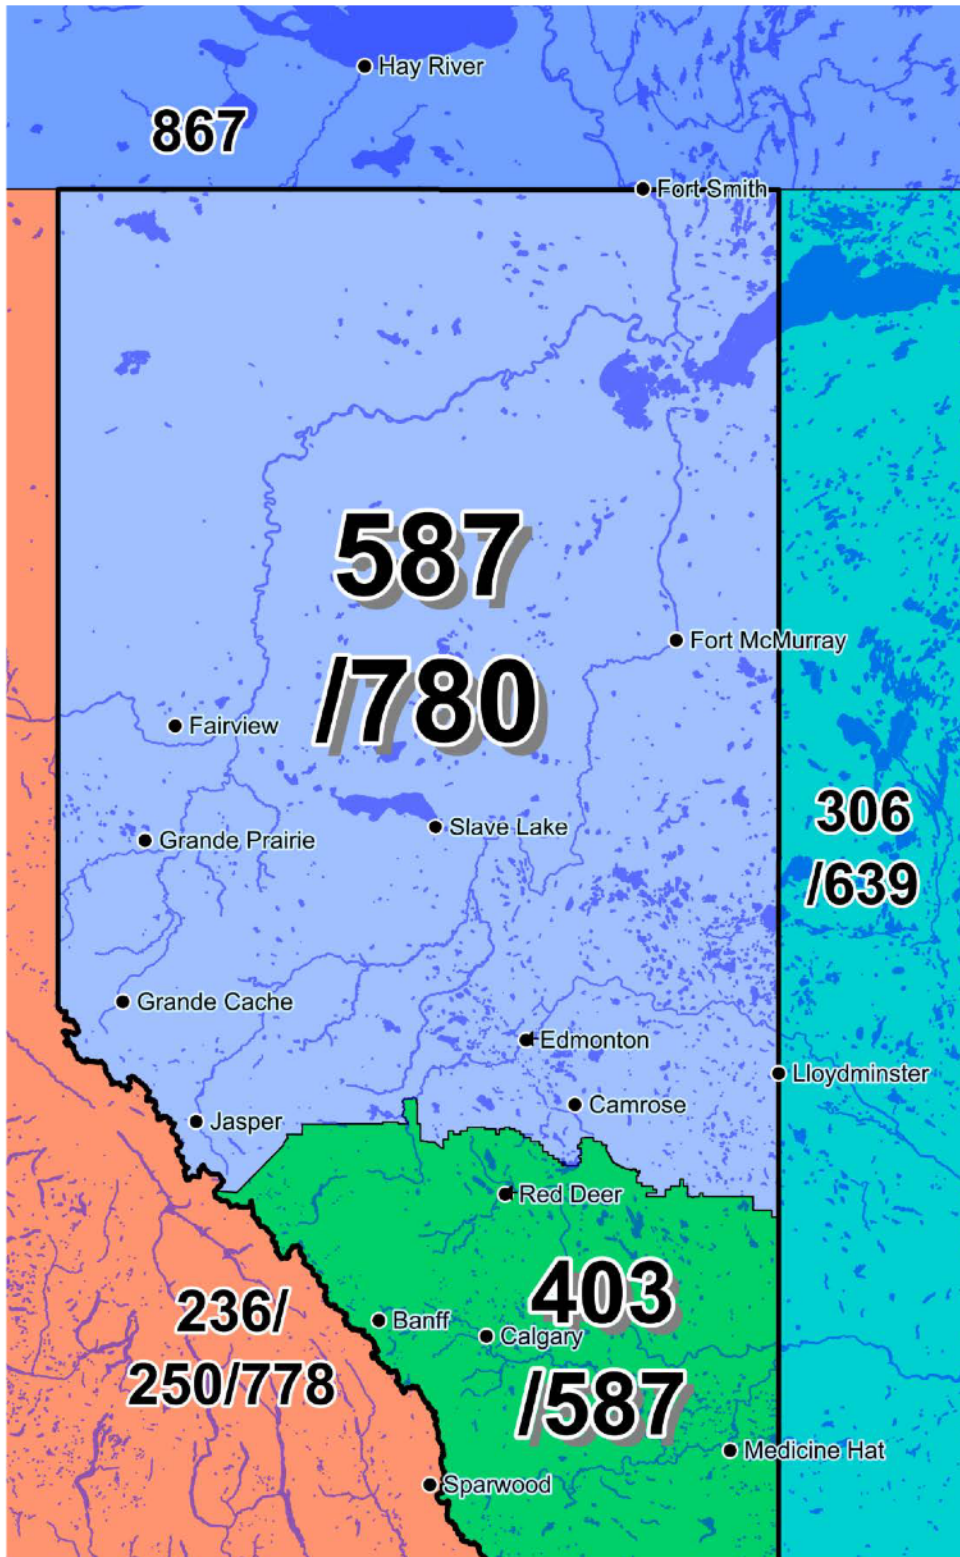 Hay River
867
Fort Smith
587
/780
Fort McMurray
Fairview
306
/639
Slave Lake
Grande Prairie
Grande Cache
Edmonton
Lloydminster
Camrose
Jasper
Red Deer
403
/587
236/
250/778
Banff
Calgary
Medicine Hat
Sparwood